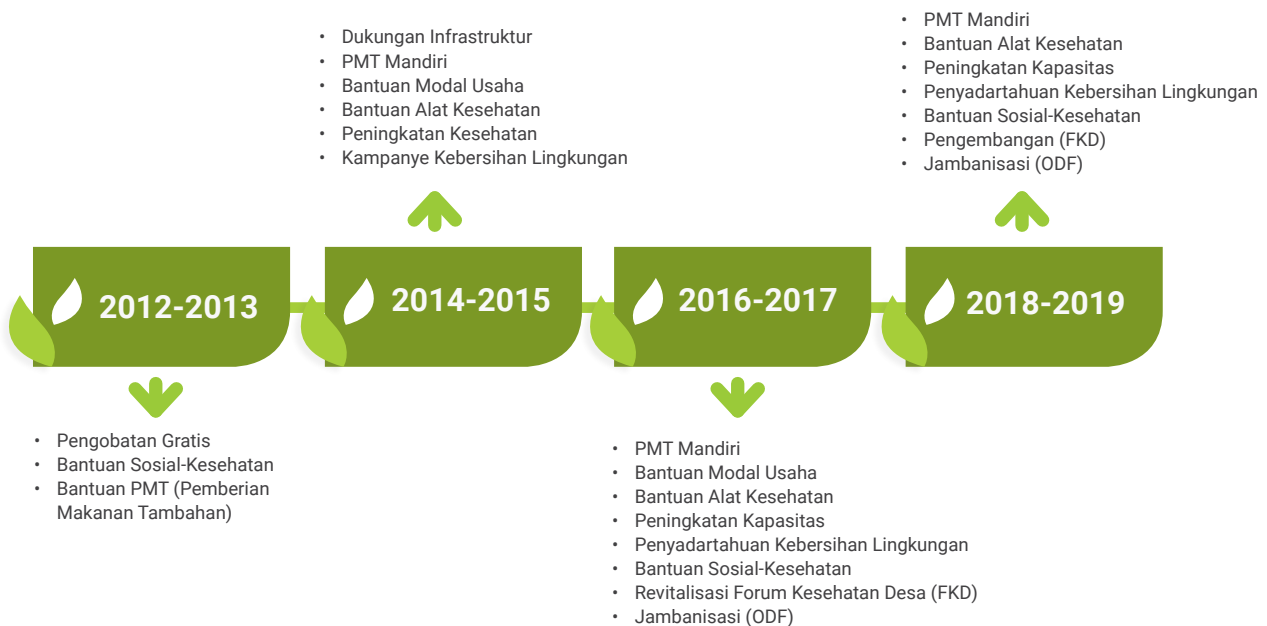 2012-2013
• Pengobatan Gratis
• Bantuan Sosial-Kesehatan
• Bantuan PMT (Pemberian
Makanan Tambahan)
2014-2015
• Dukungan Infrastruktur
• PMT Mandiri
• Bantuan Modal Usaha
• Bantuan Alat Kesehatan
• Peningkatan Kesehatan
• Kampanye Kebersihan Lingkungan
2016-2017
• PMT Mandiri
• Bantuan Modal Usaha
• Bantuan Alat Kesehatan
• Peningkatan Kapasitas
• Penyadartahuan Kebersihan Lingkungan
• Bantuan Sosial-Kesehatan
• Revitalisasi Forum Kesehatan Desa (FKD)
• Jambanisasi (ODF)
2018-2019
• PMT Mandiri
• Bantuan Alat Kesehatan
• Peningkatan Kapasitas
• Penyadartahuan Kebersihan Lingkungan
• Bantuan Sosial-Kesehatan
• Pengembangan (FKD)
• Jambanisasi (ODF)